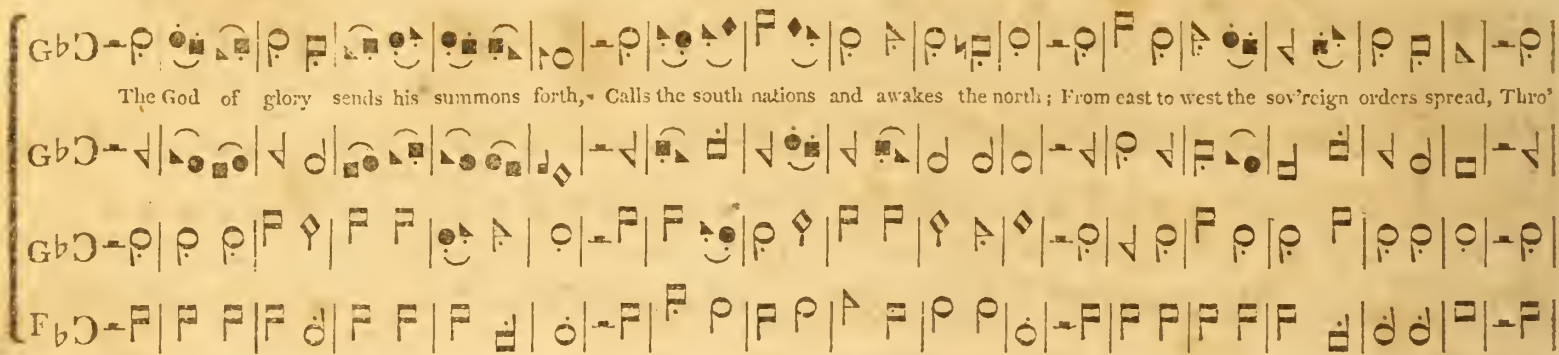 G♭
The God of glory sends his summons forth,- Calls the south nations and awakes the north; From east to west the sov'reign orders spread, Thro'
G♭
G♭
F♭